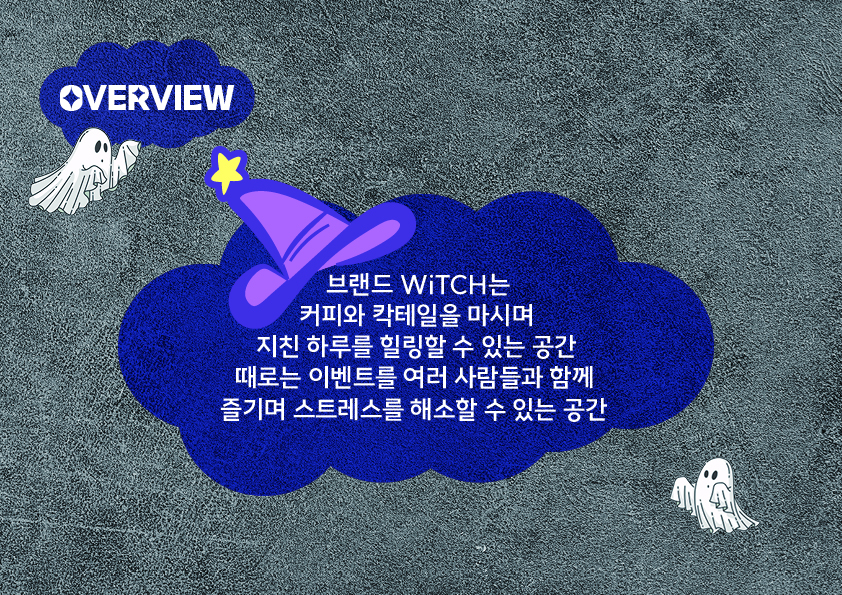 OVERVIEW
브랜드 WiTCH는
커피와 칵테일을 마시며
지친 하루를 힐링할 수 있는 공간
때로는 이벤트를 여러 사람들과 함께
즐기며 스트레스를 해소할 수 있는 공간